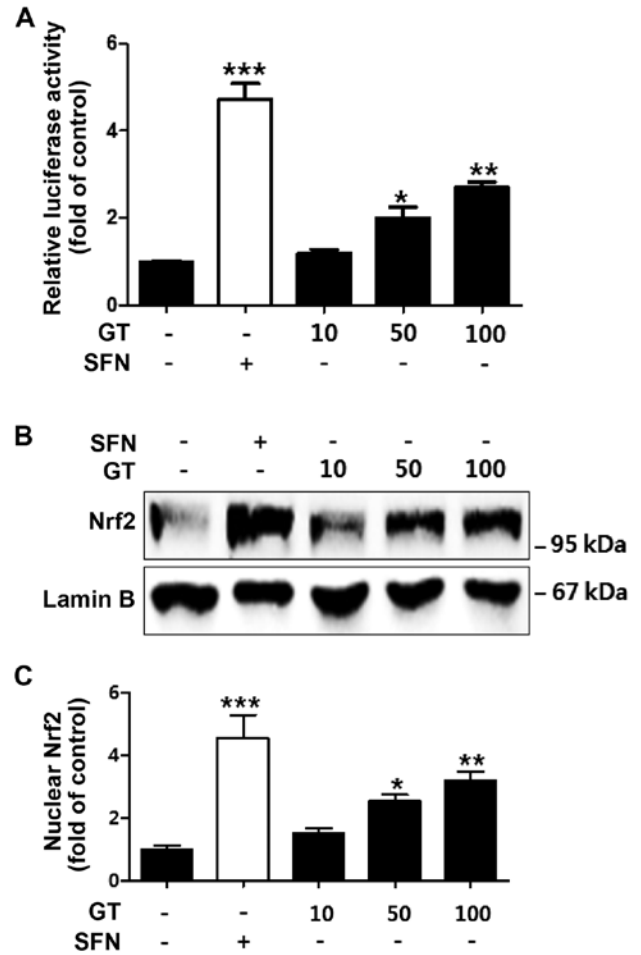 A
Relative luciferase activity
(fold of control)
6
4
2
0
***
*
**
GT - - 10 50 100
SFN - + - - -
B
SFN - + - - -
GT - - 10 50 100
Nrf2
– 95 kDa
Lamin B
– 67 kDa
C
Nuclear Nrf2
(fold of control)
6
4
2
0
***
*
**
GT - - 10 50 100
SFN - + - - -